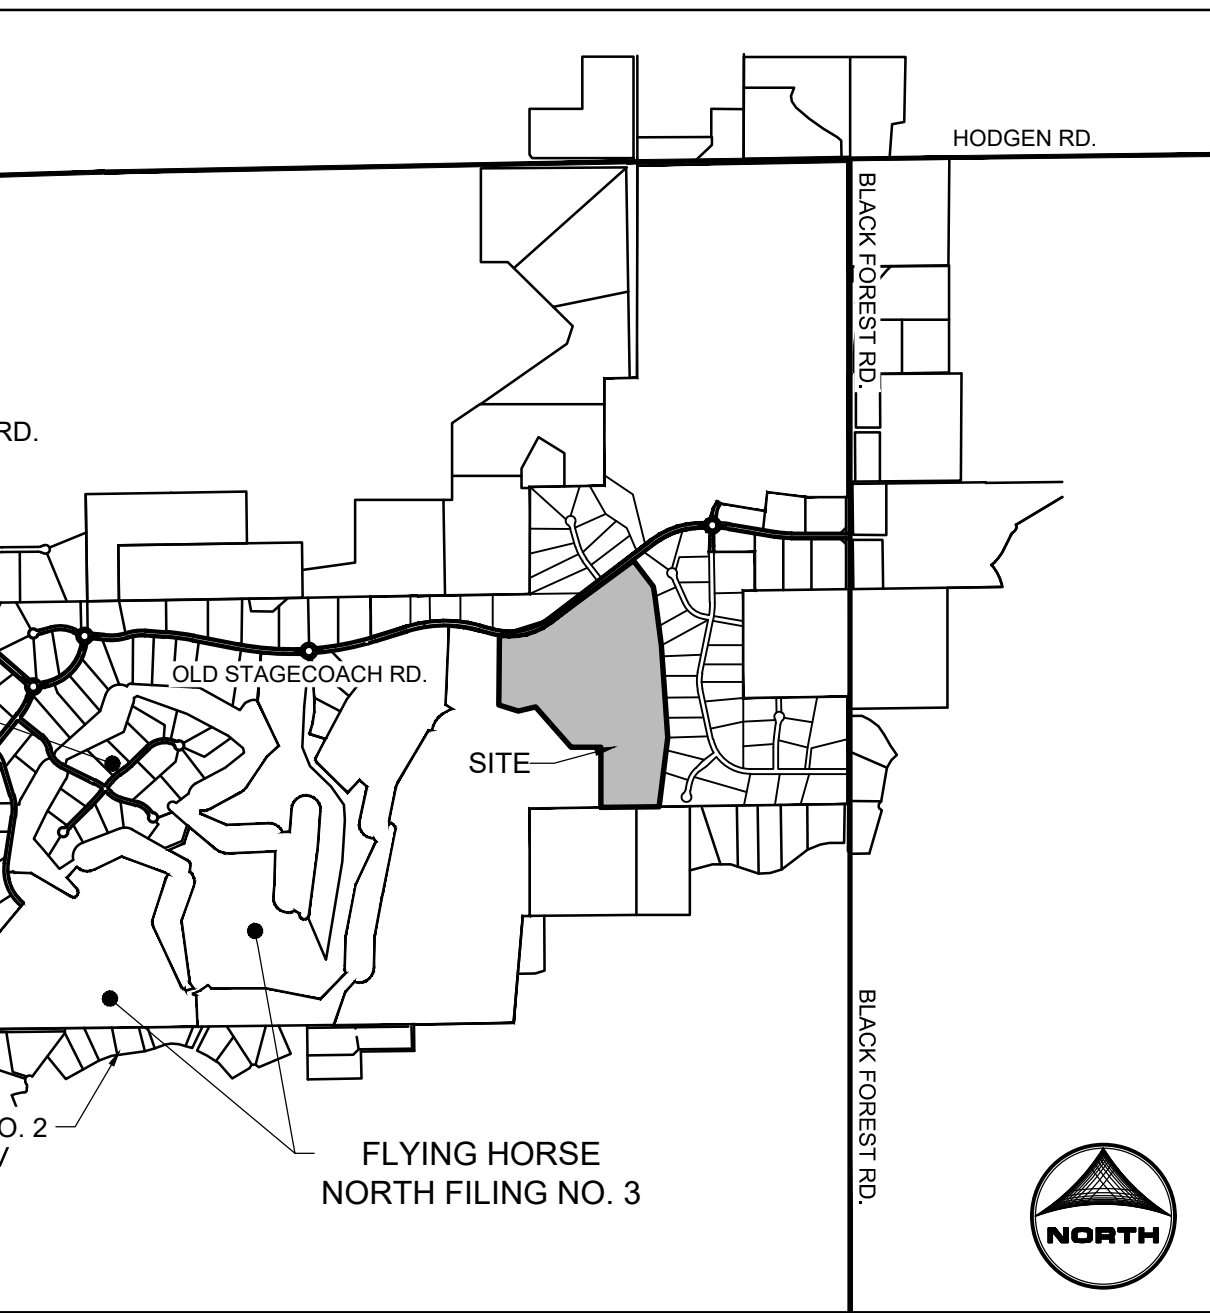 HODGEN RD.
BLACK FOREST RD.
RD.
OLD STAGECOACH RD.
SITE
BLACK FOREST RD.
O. 2
FLYING HORSE
NORTH FILING NO. 3
NORTH